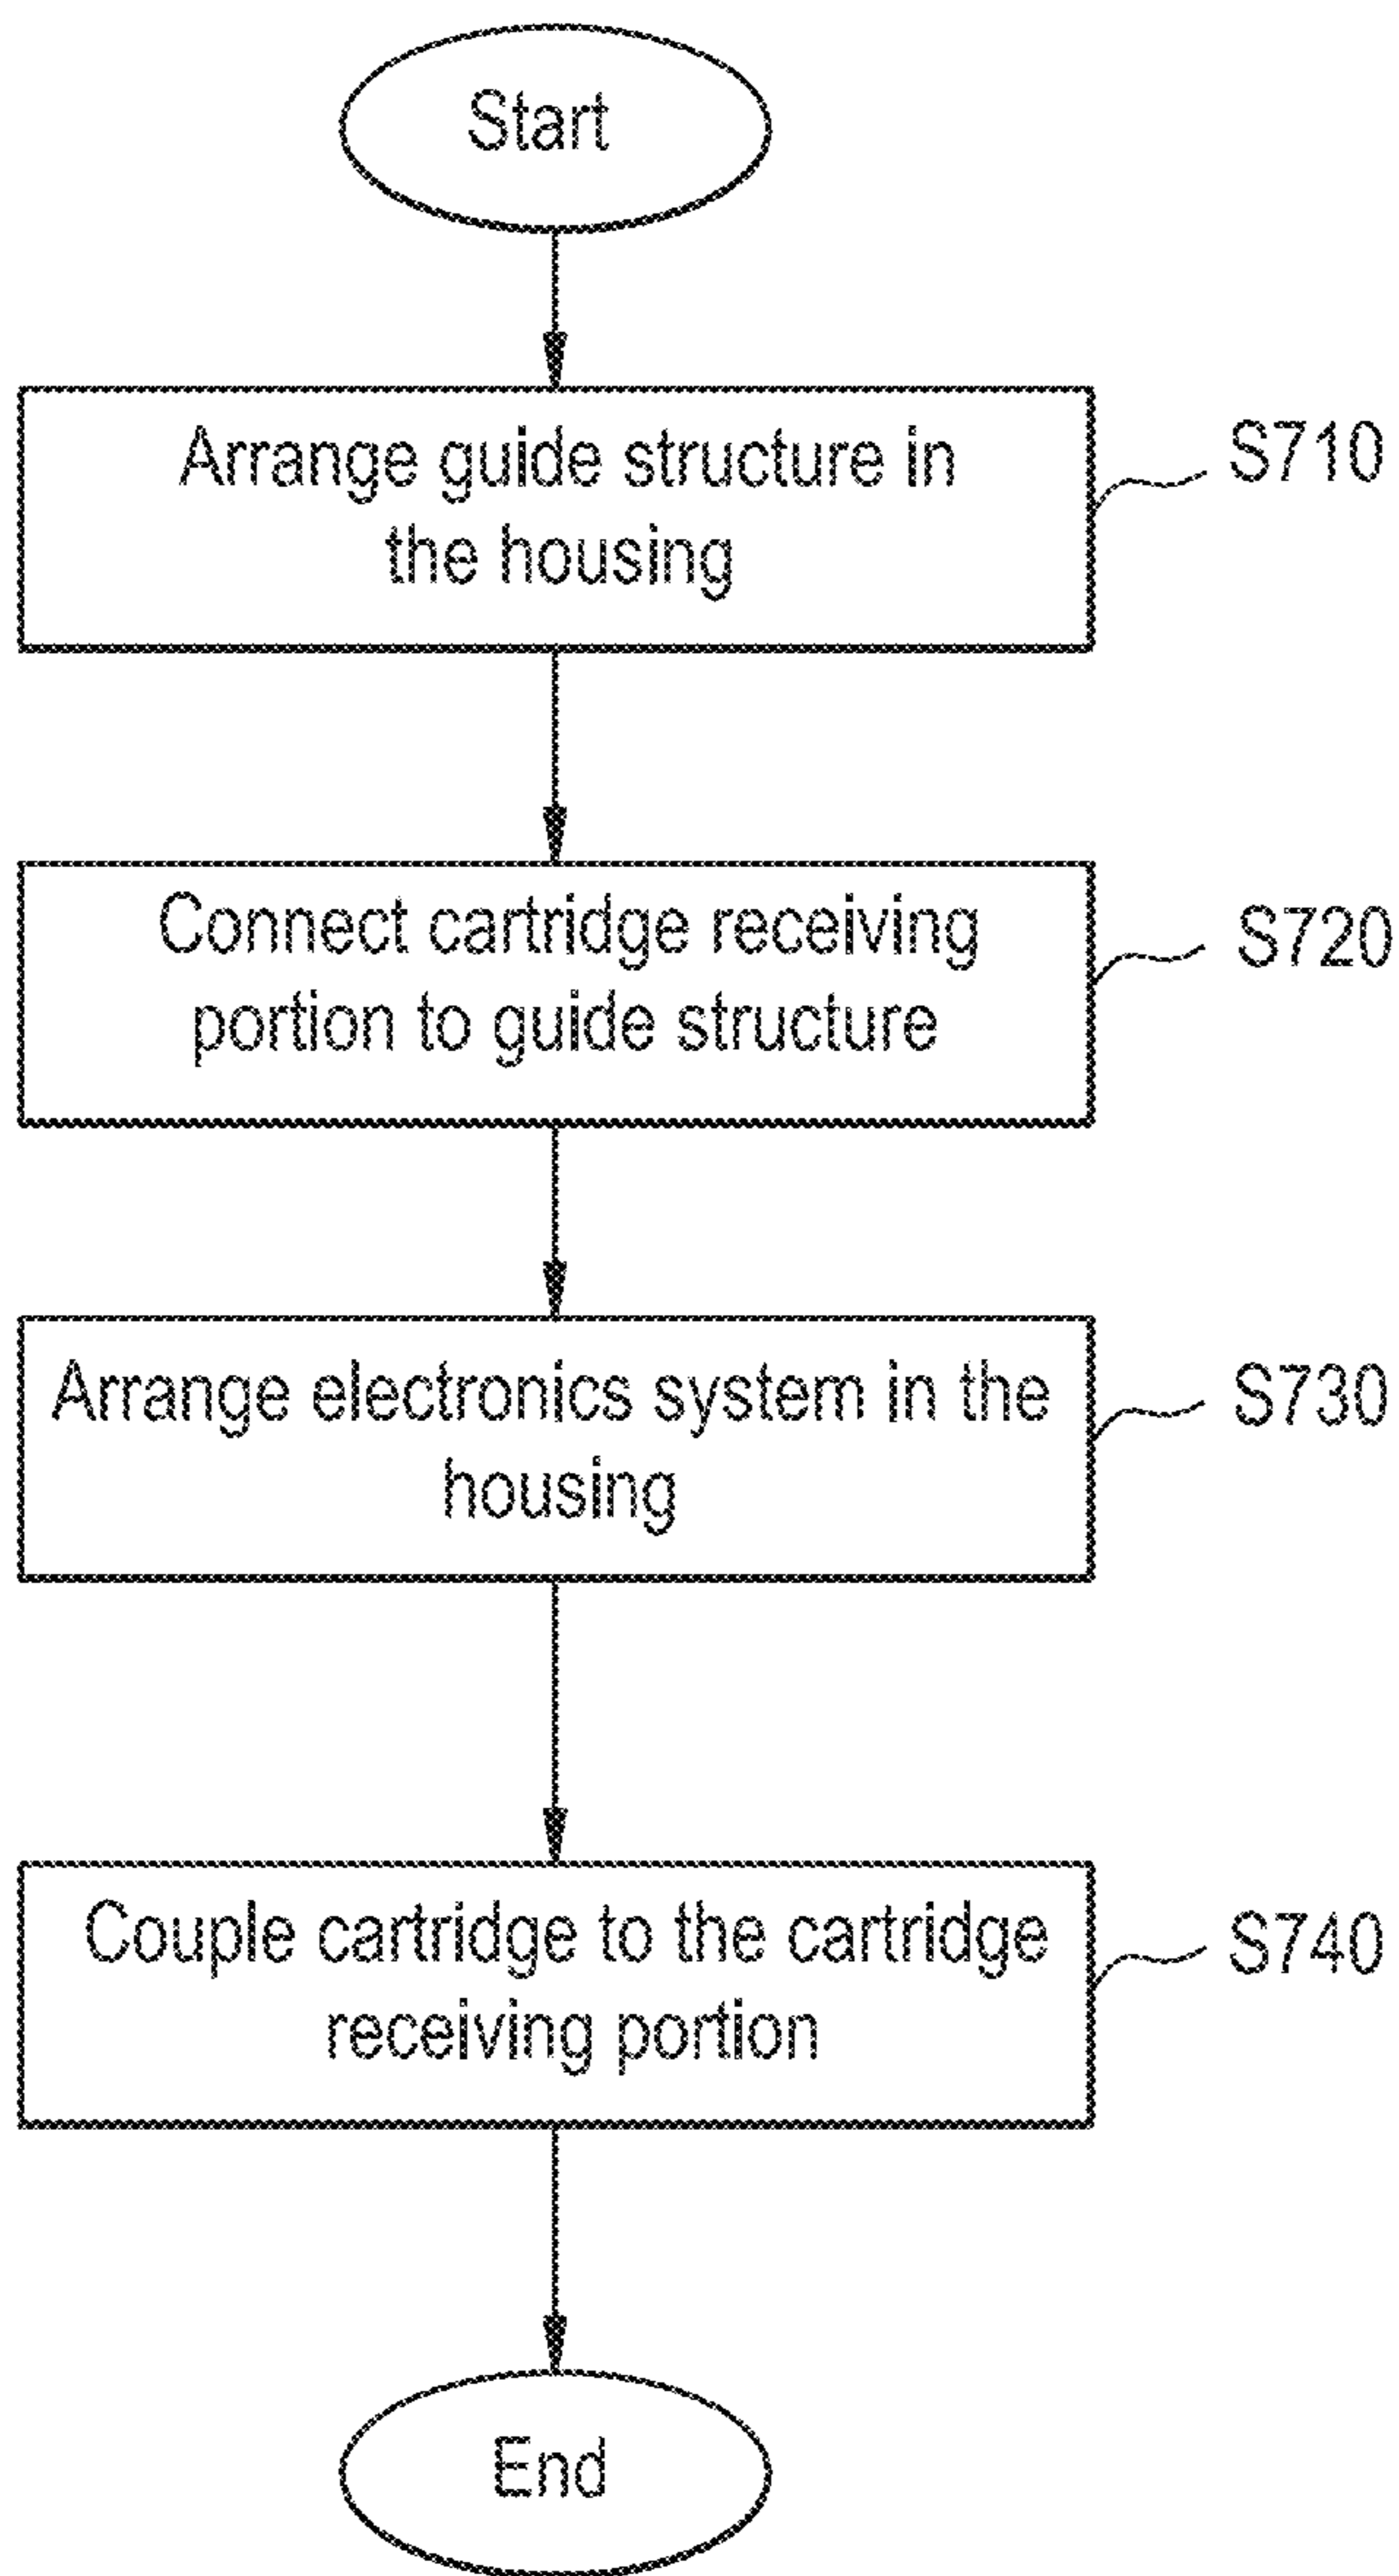 Start
Arrange guide structure in
the housing
S710
Connect cartridge receiving
portion to guide structure
S720
Arrange electronics system in the
housing
S730
Couple cartridge to the cartridge
receiving portion
S740
End